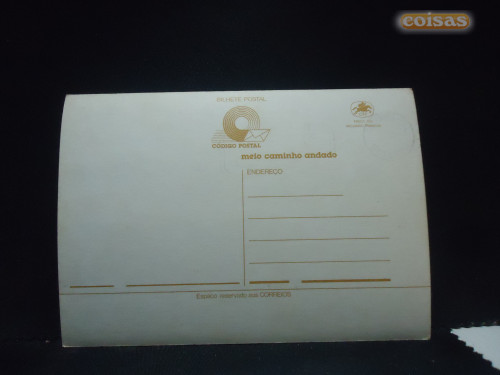 coisas
BILHETE POSTAL
CÓDIGO POSTAL
meio caminho andado
ENDEREÇO
Espaço reservado aos CORREIOS